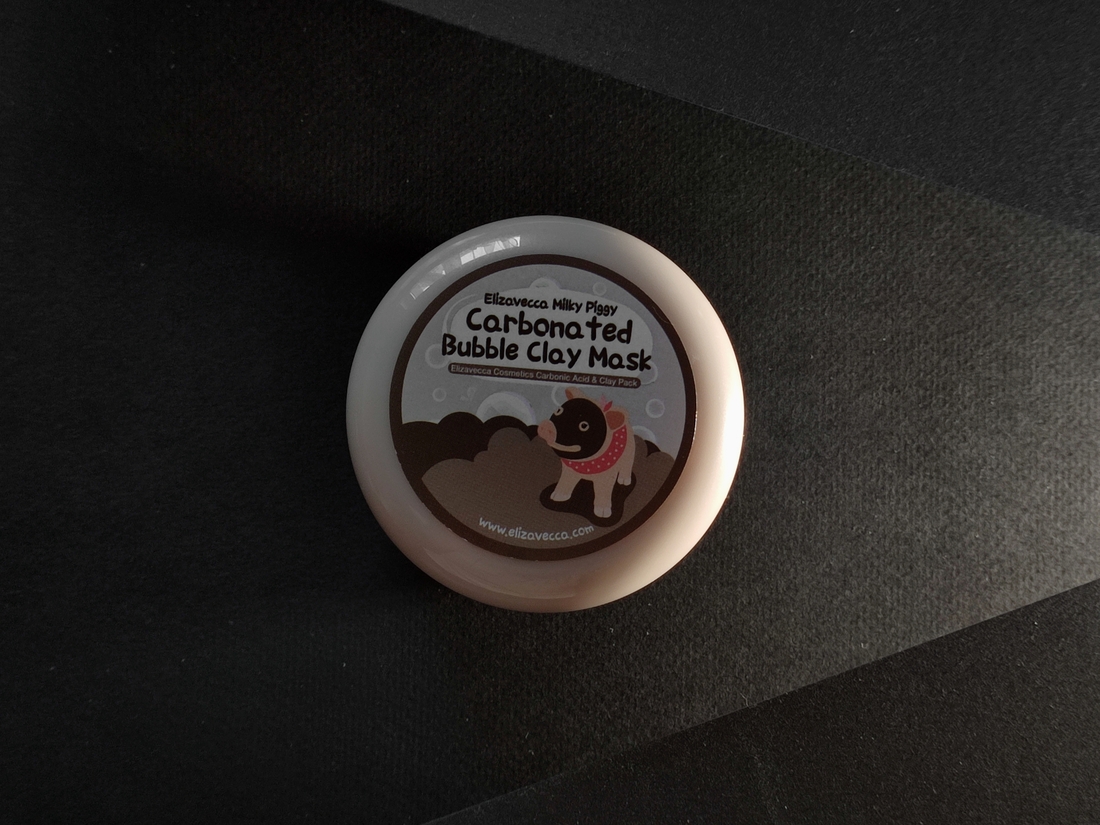 Elizavecca Milky Piggy
Carbonated
Bubble Clay Mask
Elizavecca Cosmetics Carbonic Acid & Clay Pack
www.elizavecca.com